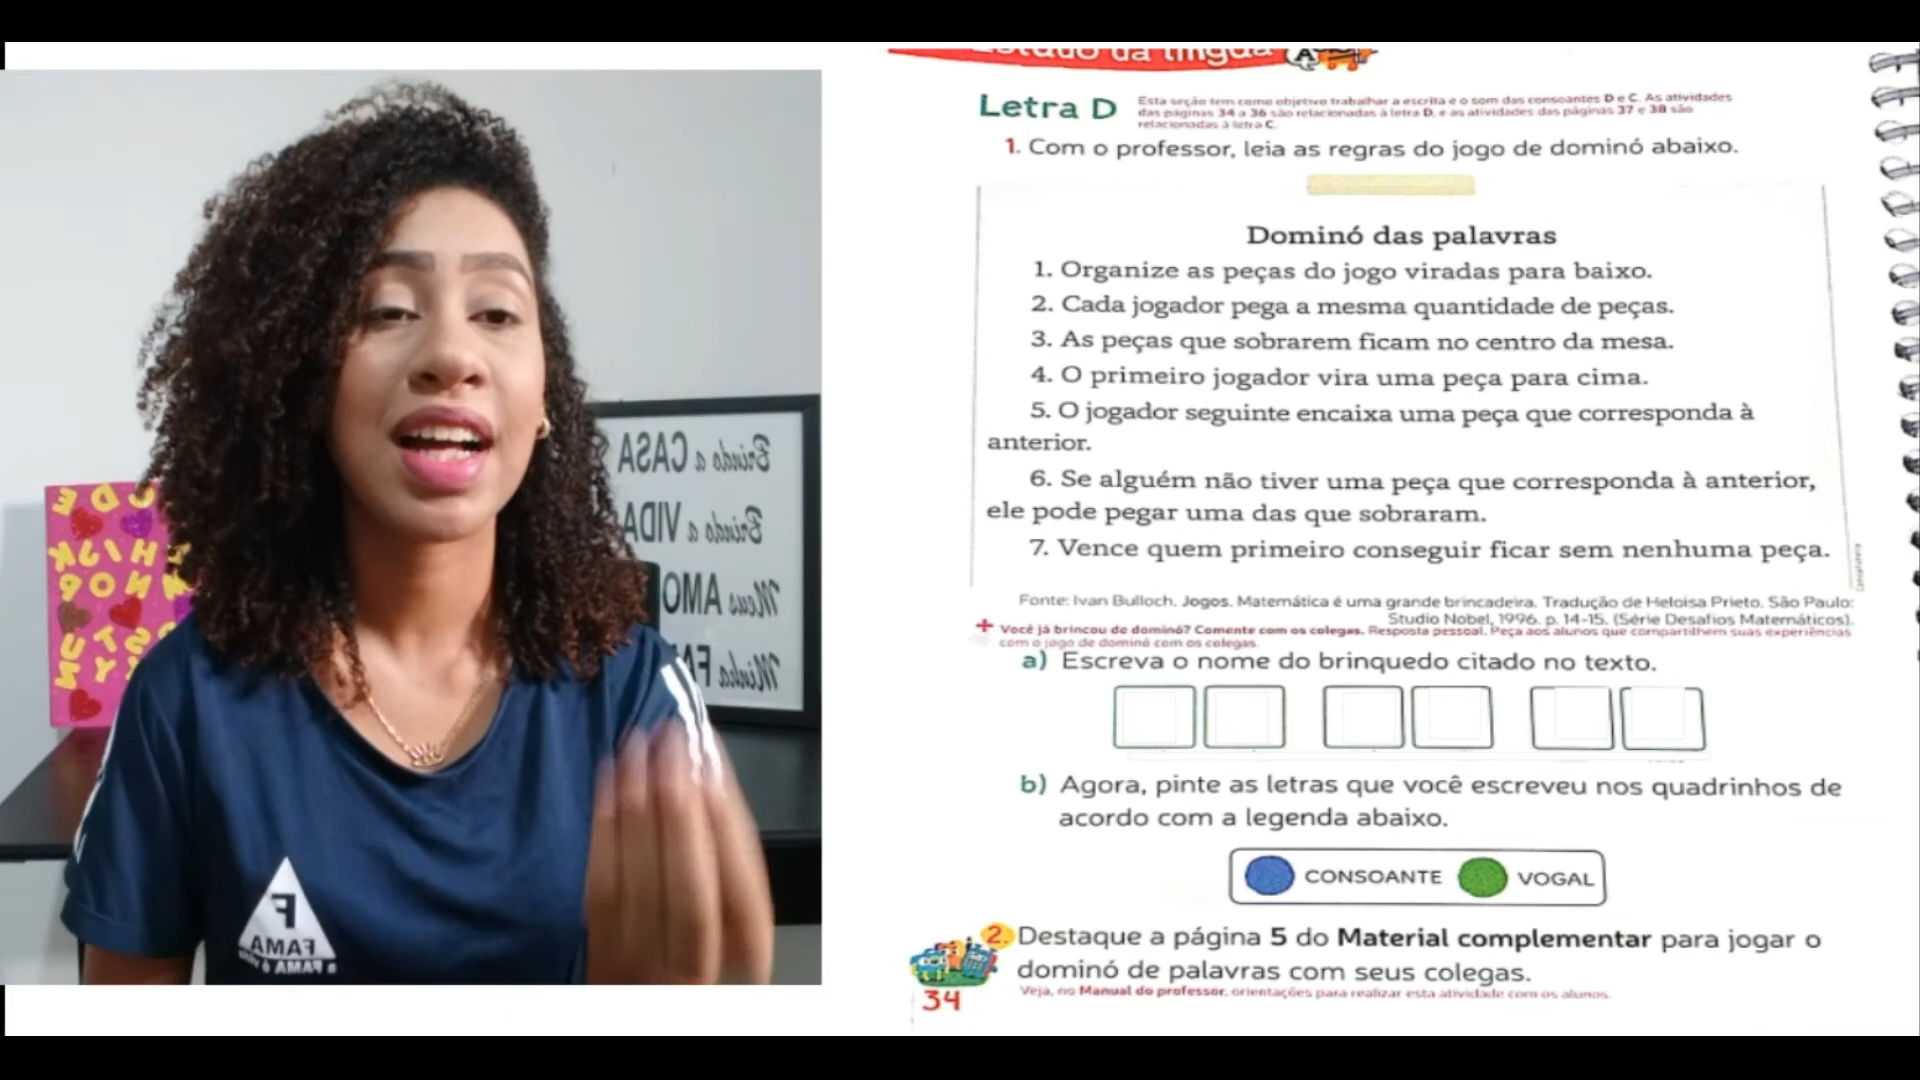 Estudo da língua
A
Letra D
Esta seção tem como objetivo trabalhar a escrita e o som das consoantes D e C. As atividades
das páginas 34 a 36 são relacionadas à letra D, e as atividades das páginas 37 e 38 são
relacionadas à letra C.
1. Com o professor, leia as regras do jogo de dominó abaixo.
Dominó das palavras
1. Organize as peças do jogo viradas para baixo.
2. Cada jogador pega a mesma quantidade de peças.
3. As peças que sobrarem ficam no centro da mesa.
4. O primeiro jogador vira uma peça para cima.
5. O jogador seguinte encaixa uma peça que corresponda à
anterior.
6. Se alguém não tiver uma peça que corresponda à anterior,
ele pode pegar uma das que sobraram.
7. Vence quem primeiro conseguir ficar sem nenhuma peça.
Fonte: Ivan Bulloch. Jogos. Matemática é uma grande brincadeira. Tradução de Heloisa Prieto. São Paulo:
Studio Nobel, 1996. p. 14-15. (Série Desafios Matemáticos).
+ Você já brincou de dominó? Comente com os colegas. Resposta pessoal. Peça aos alunos que compartilhem suas experiências
com o jogo de dominó com os colegas.
a) Escreva o nome do brinquedo citado no texto.
b) Agora, pinte as letras que você escreveu nos quadrinhos de
acordo com a legenda abaixo.
CONSOANTE VOGAL
2. Destaque a página 5 do Material complementar para jogar o
dominó de palavras com seus colegas.
Veja, no Manual do professor, orientações para realizar esta atividade com os alunos.
34
Brindo a CASA
Brindo a VIDA
Meus AMO
Minha FA
C D E
H I J K
N O P
S T U
Y Z
F
FAMA